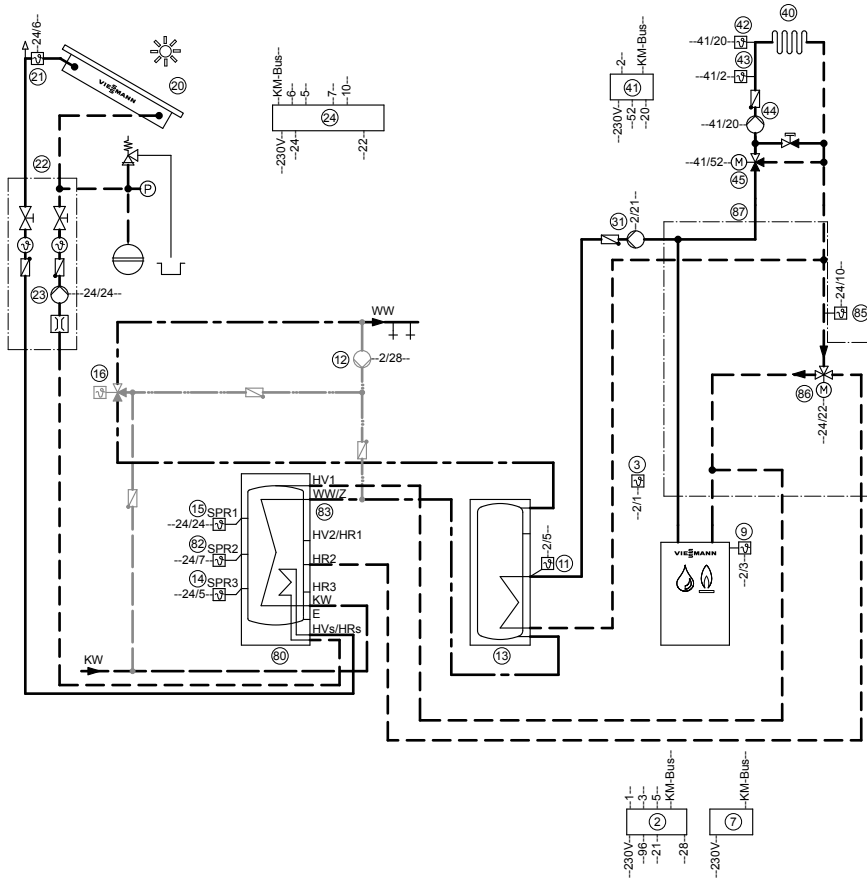 --24/6--
21
VIESMANN
20
22
P
23
--24/24--
KM-Bus--
--6--
--5--
--7--
--10--
24
--230V--
--24--
--22--
--2--
KM-Bus--
41
--230V--
--52--
--20--
42
40
--41/20--
43
--41/2--
44
--41/20--
--41/52--
M
45
87
31
--2/21--
--24/10--
85
M
86
--24/22--
WW
12
--2/28--
16
3
--2/1--
HV1
WW/Z
83
15
SPR1
--24/24--
HV2/HR1
82
SPR2
--24/7--
HR2
14
SPR3
--24/5--
HR3
KW
E
HVs/HRs
80
KW
--2/5--
11
13
VIESMANN
9
--2/3--
--1--
--3--
--5--
KM-Bus--
2
--230V--
--96--
--21--
--28--
KM-Bus--
7
--230V--